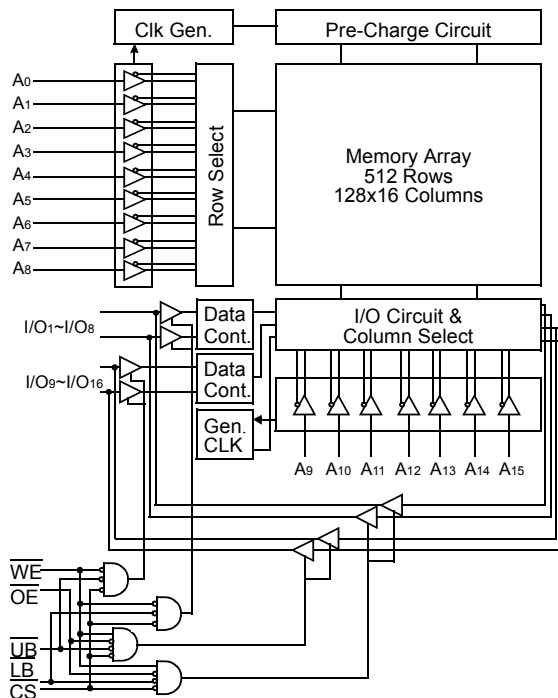 Clk Gen.
Pre-Charge Circuit
A0
A1
A2
A3
A4
A5
A6
A7
A8
Row Select
Memory Array
512 Rows
128x16 Columns
I/O1~I/O8
Data
Cont.
I/O Circuit &
Column Select
I/O9~I/O16
Data
Cont.
Gen.
CLK
A9 A10 A11 A12 A13 A14 A15
WE
OE
UB
LB
CS